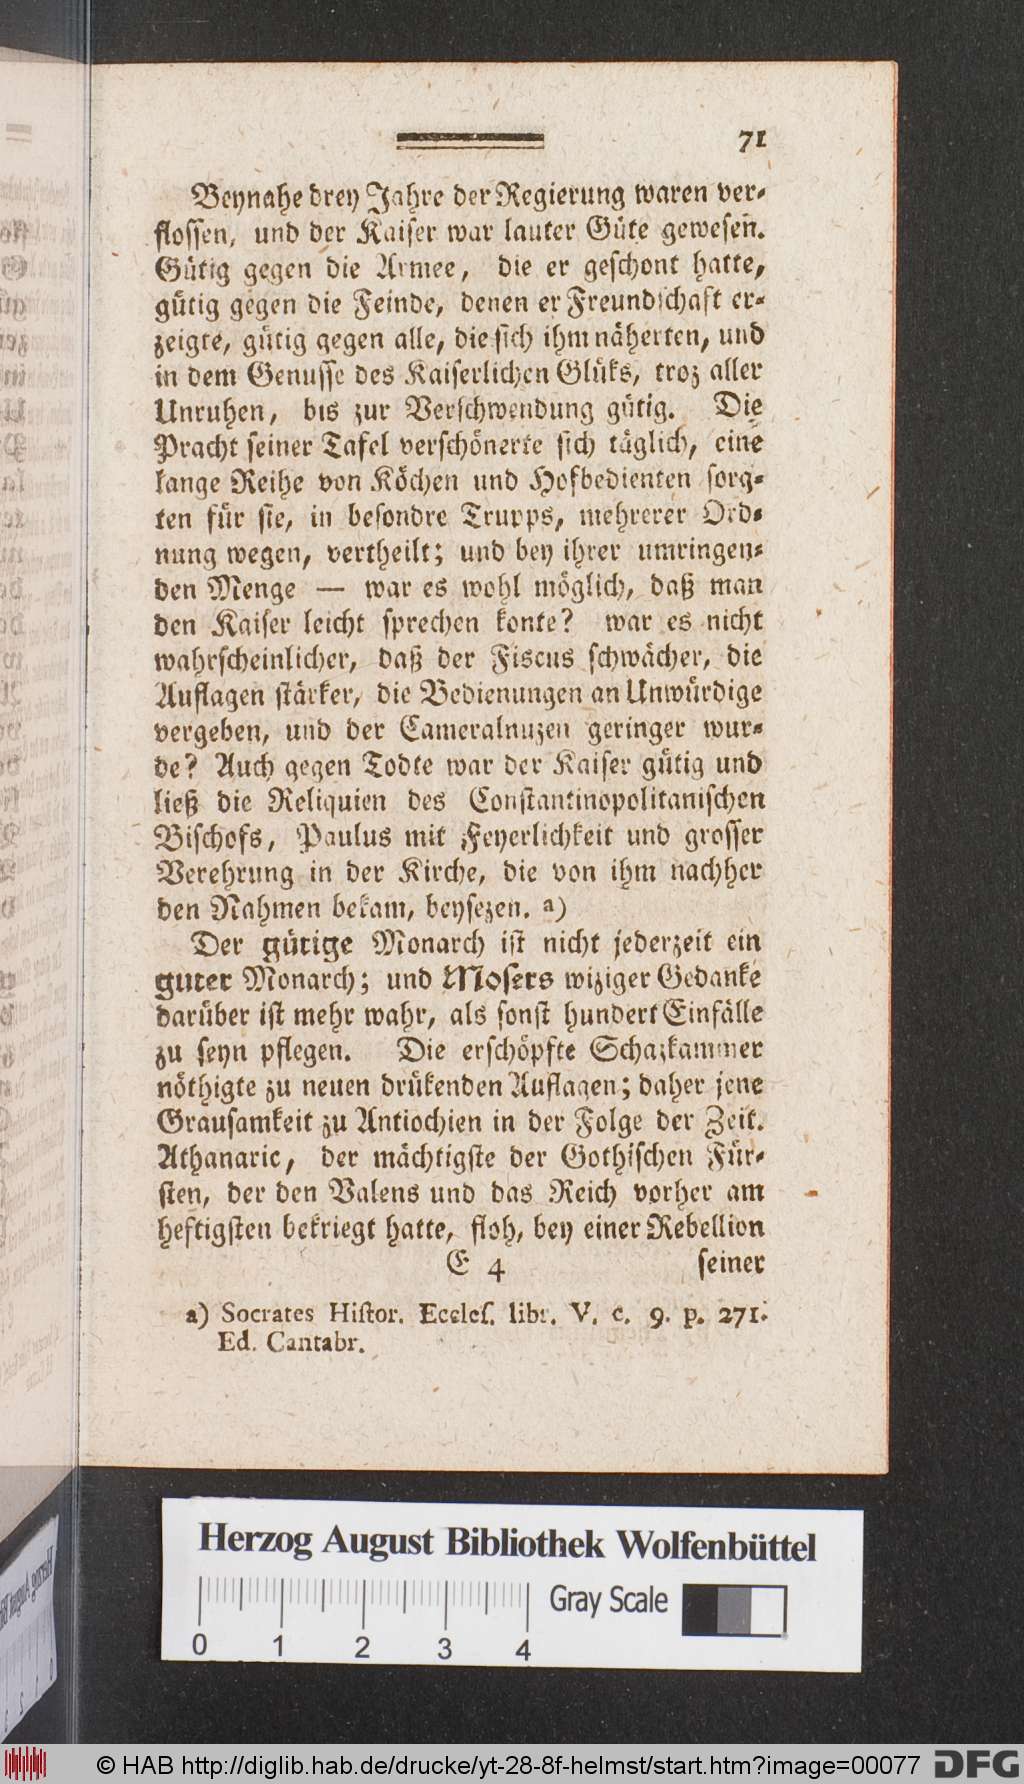 71
Beynahe drey Jahre der Regierung waren ver-
flossen, und der Kaiser war lauter Güte gewesen.
Gütig gegen die Armee, die er geschont hatte,
gütig gegen die Feinde, denen er Freundschaft er-
zeigte, gütig gegen alle, die sich ihm näherten, und
in dem Genusse des Kaiserlichen Glüks, troz aller
Unruhen, bis zur Verschwendung gütig. Die
Pracht seiner Tafel verschönerte sich täglich, eine
lange Reihe von Köchen und Hofbedienten sorg-
ten für sie, in besondre Trupps, mehrerer Ord-
nung wegen, vertheilt; und bey ihrer umringen-
den Menge — war es wohl möglich, daß man
den Kaiser leicht sprechen konte? war es nicht
wahrscheinlicher, daß der Fiscus schwächer, die
Auflagen stärker, die Bedienungen an Unwürdige
vergeben, und der Cameralnuzen geringer wur-
de? Auch gegen Todte war der Kaiser gütig und
ließ die Reliquien des Constantinopolitanischen
Bischofs, Paulus mit Feyerlichkeit und grosser
Verehrung in der Kirche, die von ihm nachher
den Nahmen bekam, beysezen. a)
Der gütige Monarch ist nicht jederzeit ein
guter Monarch; und Mosers wiziger Gedanke
darüber ist mehr wahr, als sonst hundert Einfälle
zu seyn pflegen. Die erschöpfte Schazkammer
nöthigte zu neuen drükenden Auflagen; daher jene
Grausamkeit zu Antiochien in der Folge der Zeit.
Athanaric, der mächtigste der Gothischen Für-
sten, der den Valens und das Reich vorher am
heftigsten bekriegt hatte, floh, bey einer Rebellion
E 4 seiner
a) Socrates Histor. Eccles. libr. V. c. 9. p. 271.
Ed. Cantabr.
Herzog August Bibliothek Wolfenbüttel
Gray Scale
0 1 2 3 4
© HAB http://diglib.hab.de/drucke/yt-28-8f-helmst/start.htm?image=00077 DFG